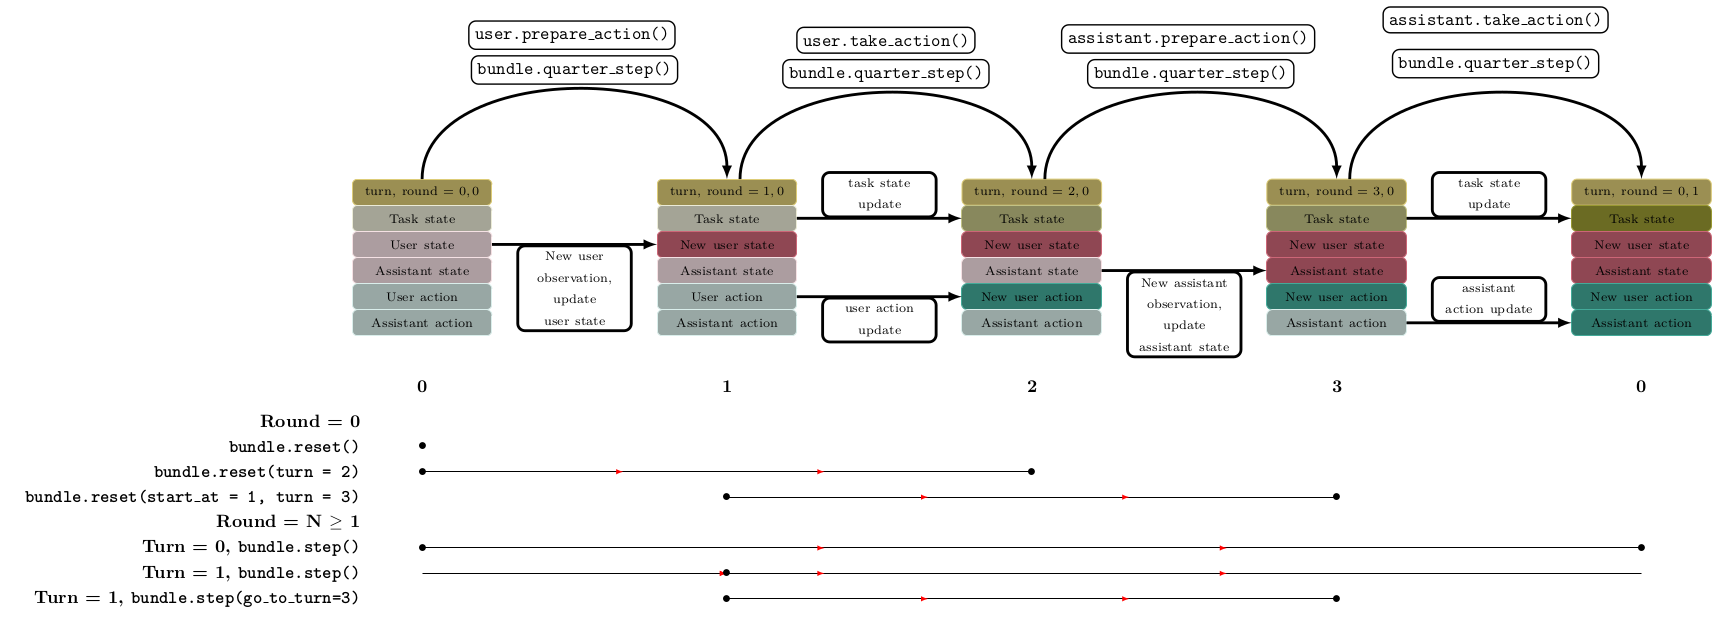 user.prepare_action()
bundle.quarter_step()
user.take_action()
bundle.quarter_step()
assistant.prepare_action()
bundle.quarter_step()
assistant.take_action()
bundle.quarter_step()
turn, round = 0, 0
Task state
User state
Assistant state
User action
Assistant action
New user
observation,
update
user state
turn, round = 1, 0
Task state
New user state
Assistant state
User action
Assistant action
task state
update
user action
update
turn, round = 2, 0
Task state
New user state
Assistant state
New user action
Assistant action
New assistant
observation,
update
assistant state
turn, round = 3, 0
Task state
New user state
Assistant state
New user action
Assistant action
task state
update
assistant
action update
turn, round = 0, 1
Task state
New user state
Assistant state
New user action
Assistant action
0 1 2 3 0
Round = 0
bundle.reset()
bundle.reset(turn = 2)
bundle.reset(start_at = 1, turn = 3)
Round = N ≥ 1
Turn = 0, bundle.step()
Turn = 1, bundle.step()
Turn = 1, bundle.step(go_to_turn=3)